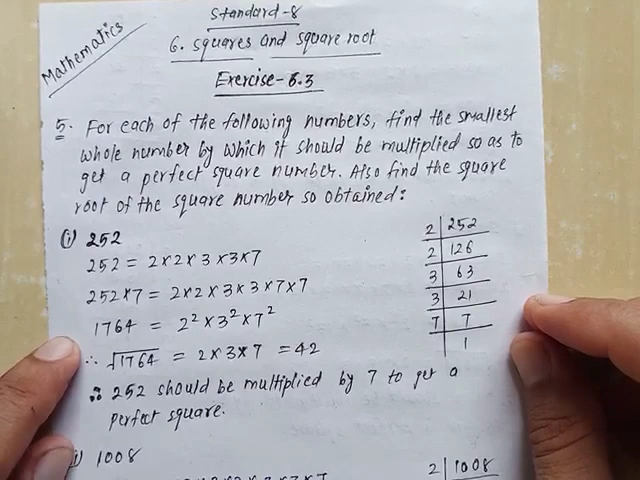 Mathematics
Standard-8
6. squares and square root
Exercise-6.3
5. For each of the following numbers, find the smallest
whole number by which it should be multiplied so as to
get a perfect square number. Also find the square
root of the square number so obtained:
(i) 252
252 = 2×2×3×3×7
252×7 = 2×2×3×3×7×7
1764 = 2²×3²×7²
∴ √1764 = 2×3×7 = 42
∴ 252 should be multiplied by 7 to get a
perfect square.
2 | 252
2 | 126
3 | 63
3 | 21
7 | 7
1
1008
2 | 1008